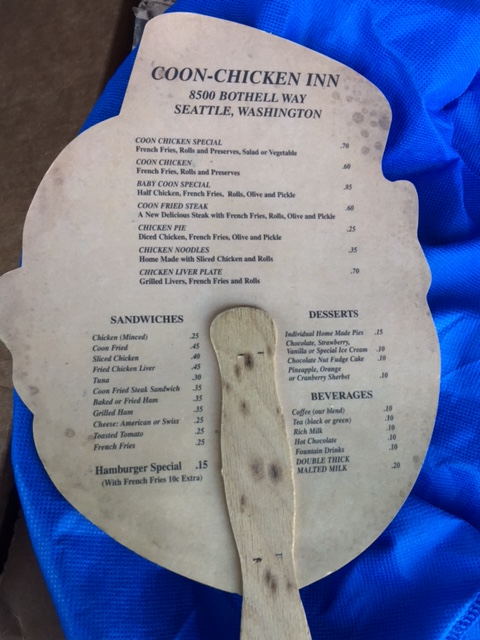 COON-CHICKEN INN
8500 BOTHELL WAY
SEATTLE, WASHINGTON
COON CHICKEN SPECIAL .70
French Fries, Rolls and Preserves, Salad or Vegetable
COON CHICKEN .60
French Fries, Rolls and Preserves
BABY COON SPECIAL .85
Half Chicken, French Fries, Rolls, Olive and Pickle
COON FRIED STEAK .60
A New Delicious Steak with French Fries, Rolls, Olive and Pickle
CHICKEN PIE .25
Diced Chicken, French Fries, Olive and Pickle
CHICKEN NOODLES .35
Home Made with Sliced Chicken and Rolls
CHICKEN LIVER PLATE .70
Grilled Livers, French Fries and Rolls
SANDWICHES
Chicken (Minced) .25
Coon Fried .45
Sliced Chicken .40
Fried Chicken Liver .45
Tuna .30
Coon Fried Steak Sandwich .35
Baked or Fried Ham .35
Grilled Ham .35
Cheese: American or Swiss .25
Toasted Tomato .25
French Fries .25
Hamburger Special .15
(With French Fries 10c Extra)
DESSERTS
Individual Home Made Pies .15
Chocolate, Strawberry,
Vanilla or Special Ice Cream .10
Chocolate Nut Fudge Cake .10
Pineapple, Orange
or Cranberry Sherbet .10
BEVERAGES
Coffee (our blend) .10
Tea (black or green) .10
Rich Milk .10
Hot Chocolate .10
Fountain Drinks .10
DOUBLE THICK
MALTED MILK .20